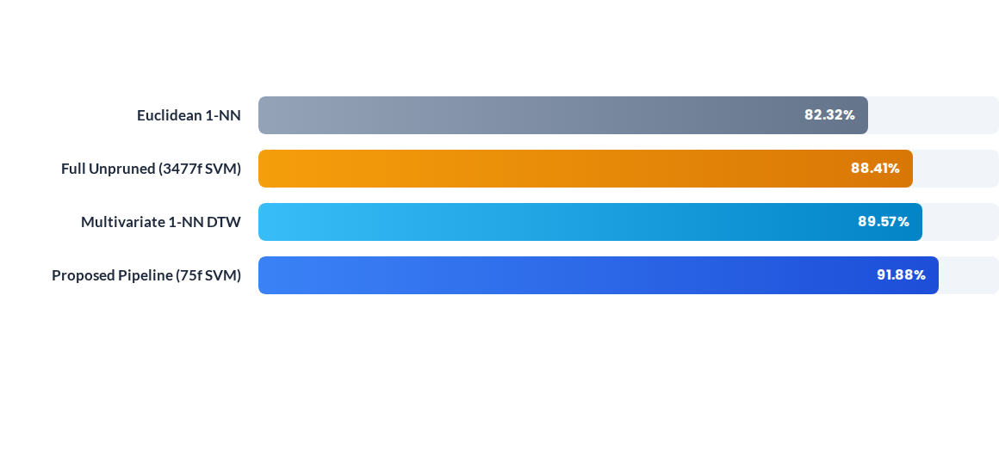 Euclidean 1-NN 82.32%
Full Unpruned (3477f SVM) 88.41%
Multivariate 1-NN DTW 89.57%
Proposed Pipeline (75f SVM) 91.88%